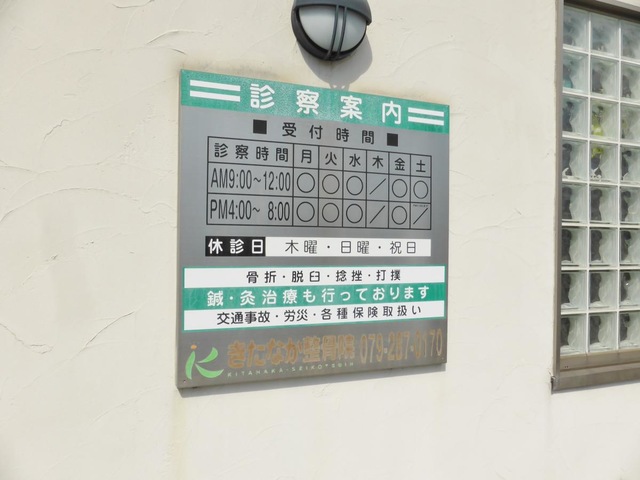 診察案内
■ 受付時間 ■
診察時間 月 火 水 木 金 土
AM9:00～12:00 ○ ○ ○ ／ ○ ○
PM4:00～ 8:00 ○ ○ ○ ／ ○ ／
休診日 木曜・日曜・祝日
骨折・脱臼・捻挫・打撲
鍼・灸治療も行っております
交通事故・労災・各種保険取扱い
きたなか整骨院 079-287-0170
KITANAKA-SEIKOTSUIN